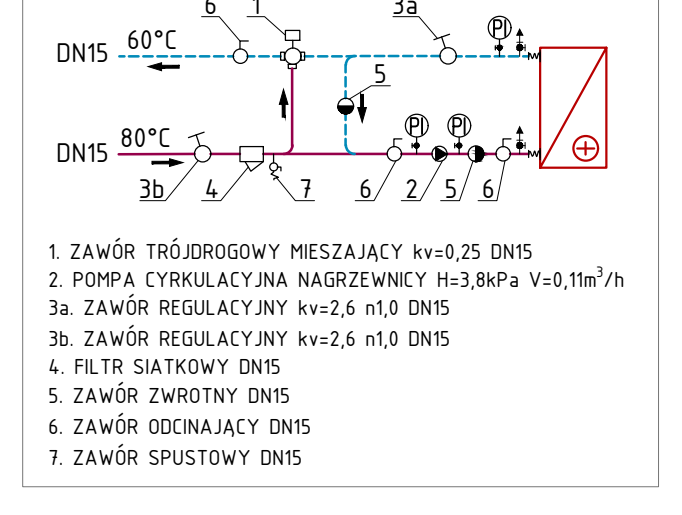 6 1 3a
PI
DN15 60°C
5
PI PI
DN15 80°C
3b 4 7 6 2 5 6
1. ZAWÓR TRÓJDROGOWY MIESZAJĄCY kv=0,25 DN15
2. POMPA CYRKULACYJNA NAGRZEWNICY H=3,8kPa V=0,11m³/h
3a. ZAWÓR REGULACYJNY kv=2,6 n1,0 DN15
3b. ZAWÓR REGULACYJNY kv=2,6 n1,0 DN15
4. FILTR SIATKOWY DN15
5. ZAWÓR ZWROTNY DN15
6. ZAWÓR ODCINAJĄCY DN15
7. ZAWÓR SPUSTOWY DN15